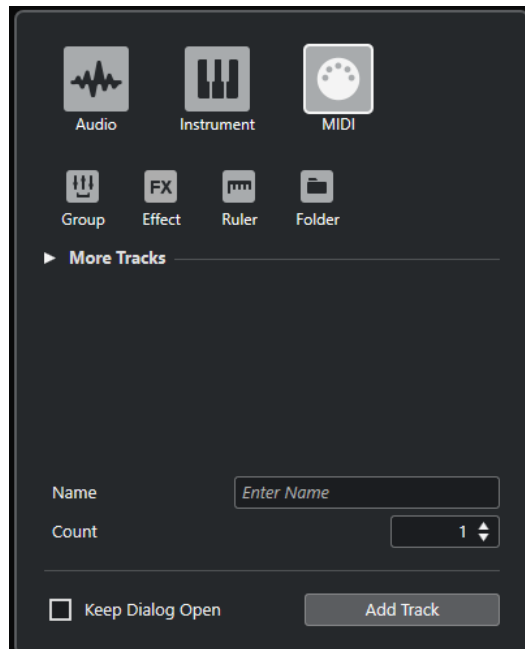 Audio Instrument MIDI
FX
Group Effect Ruler Folder
More Tracks
Name Enter Name
Count 1
Keep Dialog Open Add Track